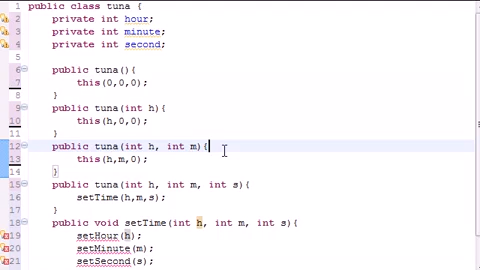 1 public class tuna {
2 private int hour;
3 private int minute;
4 private int second;
5
6 public tuna(){
7 this(0,0,0);
8 }
9 public tuna(int h){
10 this(h,0,0);
11 }
12 public tuna(int h, int m){
13 this(h,m,0);
14 }
15 public tuna(int h, int m, int s){
16 setTime(h,m,s);
17 }
18 public void setTime(int h, int m, int s){
19 setHour(h);
20 setMinute(m);
21 setSecond(s);